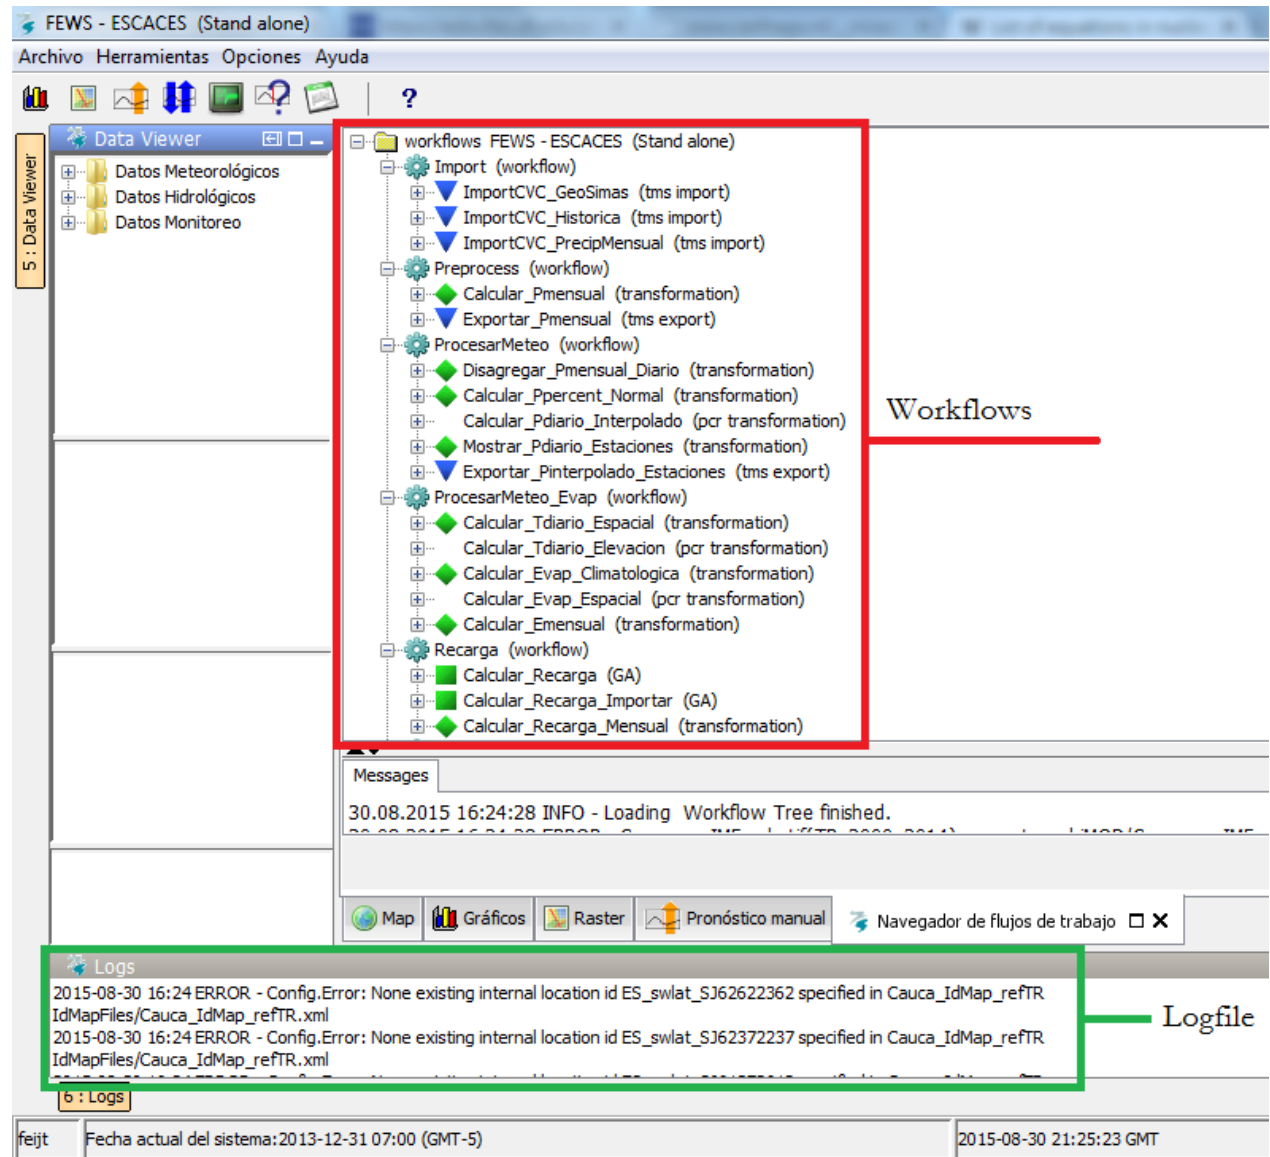 FEWS - ESCACES (Stand alone)
Archivo Herramientas Opciones Ayuda
?
5 : Data Viewer
Data Viewer
Datos Meteorológicos
Datos Hidrológicos
Datos Monitoreo
workflows FEWS - ESCACES (Stand alone)
Import (workflow)
ImportCVC_GeoSimas (tms import)
ImportCVC_Historica (tms import)
ImportCVC_PrecipMensual (tms import)
Preprocess (workflow)
Calcular_Pmensual (transformation)
Exportar_Pmensual (tms export)
ProcesarMeteo (workflow)
Disagregar_Pmensual_Diario (transformation)
Calcular_Ppercent_Normal (transformation)
Calcular_Pdiario_Interpolado (pcr transformation)
Mostrar_Pdiario_Estaciones (transformation)
Exportar_Pinterpolado_Estaciones (tms export)
ProcesarMeteo_Evap (workflow)
Calcular_Tdiario_Espacial (transformation)
Calcular_Tdiario_Elevacion (pcr transformation)
Calcular_Evap_Climatologica (transformation)
Calcular_Evap_Espacial (pcr transformation)
Calcular_Emensual (transformation)
Recarga (workflow)
Calcular_Recarga (GA)
Calcular_Recarga_Importar (GA)
Calcular_Recarga_Mensual (transformation)
Workflows
Messages
30.08.2015 16:24:28 INFO - Loading Workflow Tree finished.
Map Gráficos Raster Pronóstico manual Navegador de flujos de trabajo
Logs
2015-08-30 16:24 ERROR - Config.Error: None existing internal location id ES_swlat_SJ62622362 specified in Cauca_IdMap_refTR
IdMapFiles/Cauca_IdMap_refTR.xml
2015-08-30 16:24 ERROR - Config.Error: None existing internal location id ES_swlat_SJ62372237 specified in Cauca_IdMap_refTR
IdMapFiles/Cauca_IdMap_refTR.xml
Logfile
6 : Logs
feijt Fecha actual del sistema:2013-12-31 07:00 (GMT-5) 2015-08-30 21:25:23 GMT